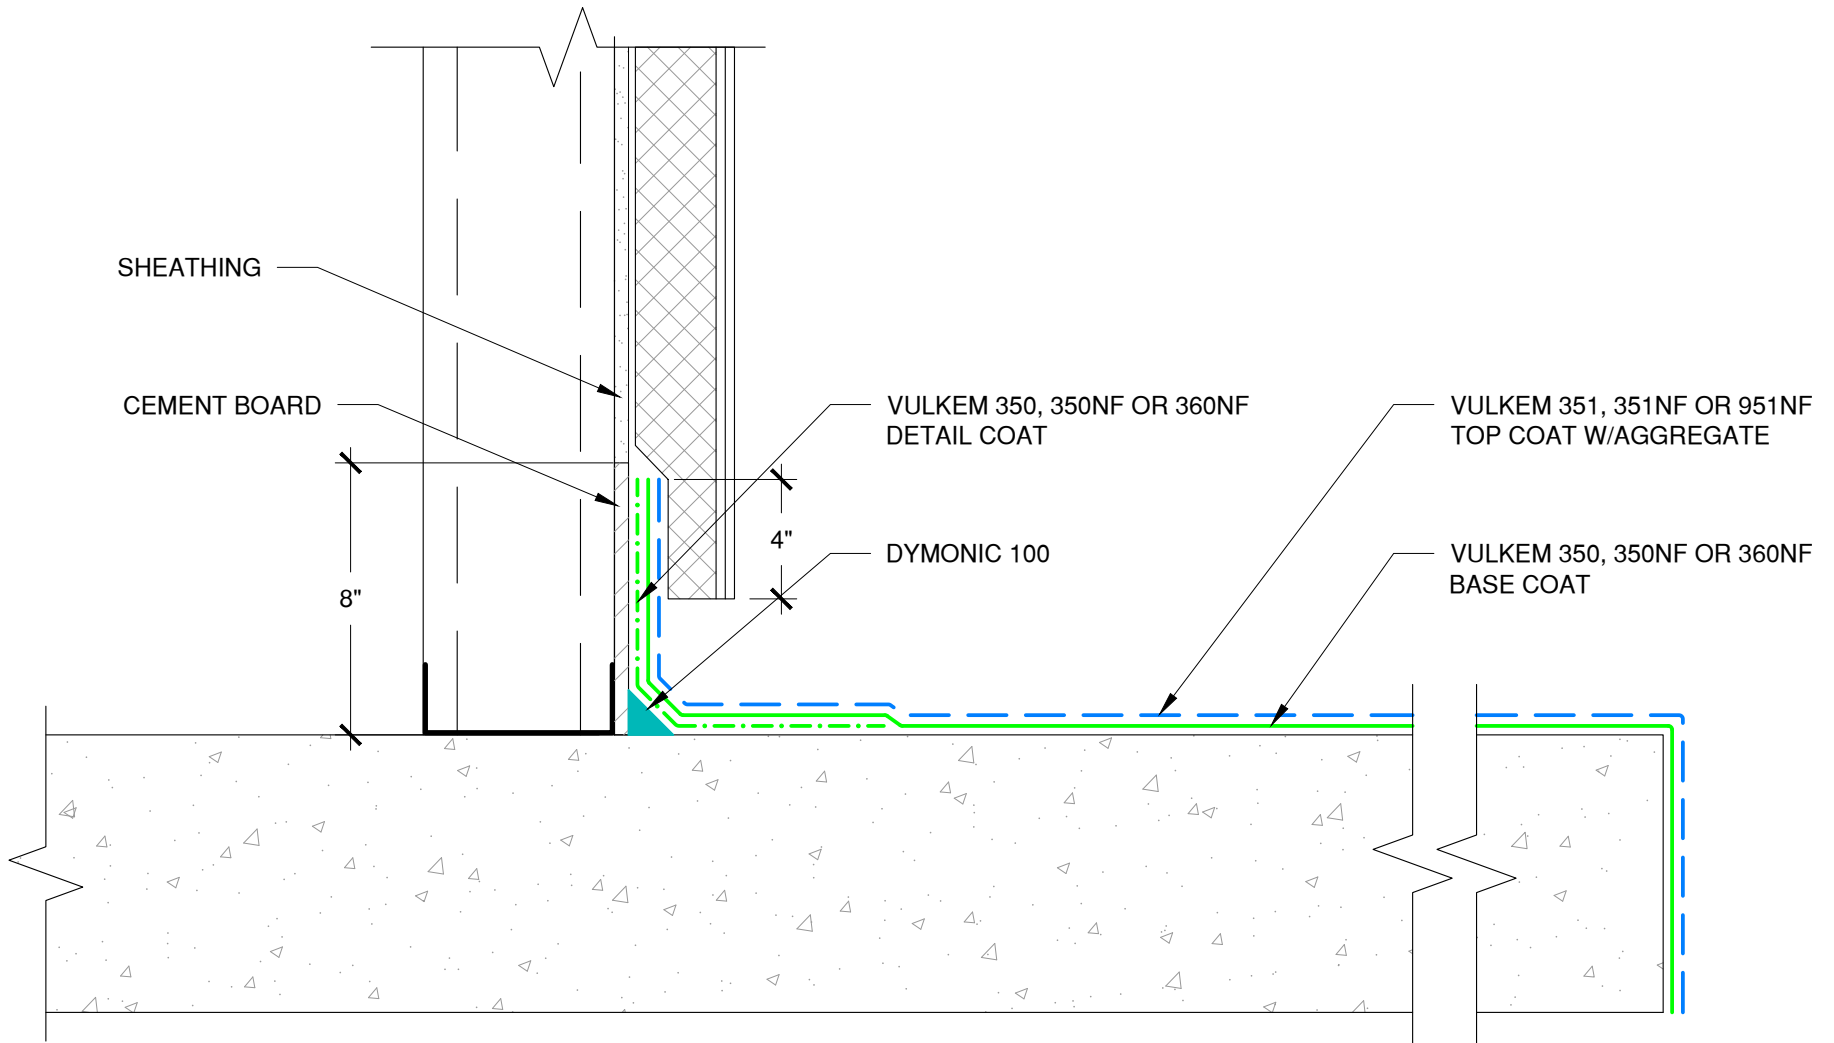 SHEATHING
CEMENT BOARD
8"
VULKEM 350, 350NF OR 360NF
DETAIL COAT
4"
DYMONIC 100
VULKEM 351, 351NF OR 951NF
TOP COAT W/AGGREGATE
VULKEM 350, 350NF OR 360NF
BASE COAT